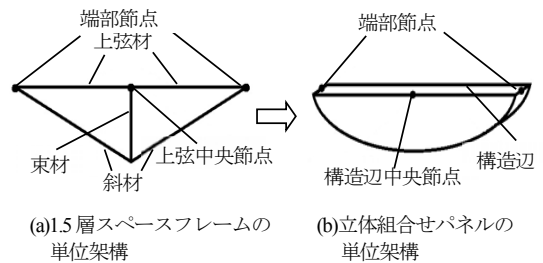 端部節点
上弦材
束材
斜材
上弦中央節点
(a)1.5 層スペースフレームの
単位架構
端部節点
構造辺中央節点
構造辺
(b)立体組合せパネルの
単位架構